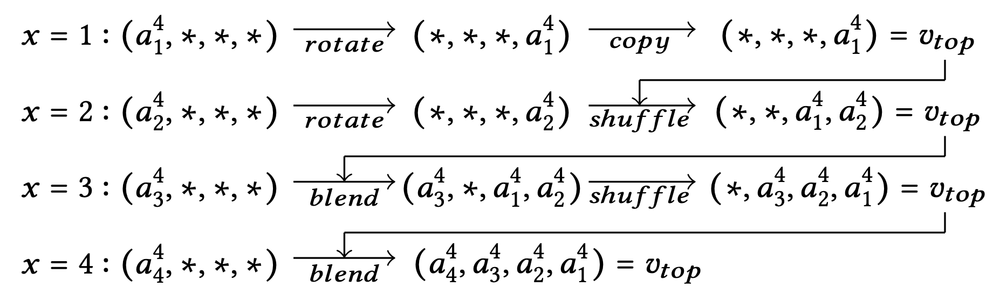 x = 1 : (a_1^4, *, *, *) rotate (*, *, *, a_1^4) copy (*, *, *, a_1^4) = v_top
x = 2 : (a_2^4, *, *, *) rotate (*, *, *, a_2^4) shuffle (*, *, a_1^4, a_2^4) = v_top
x = 3 : (a_3^4, *, *, *) blend (a_3^4, *, a_1^4, a_2^4) shuffle (*, a_3^4, a_2^4, a_1^4) = v_top
x = 4 : (a_4^4, *, *, *) blend (a_4^4, a_3^4, a_2^4, a_1^4) = v_top